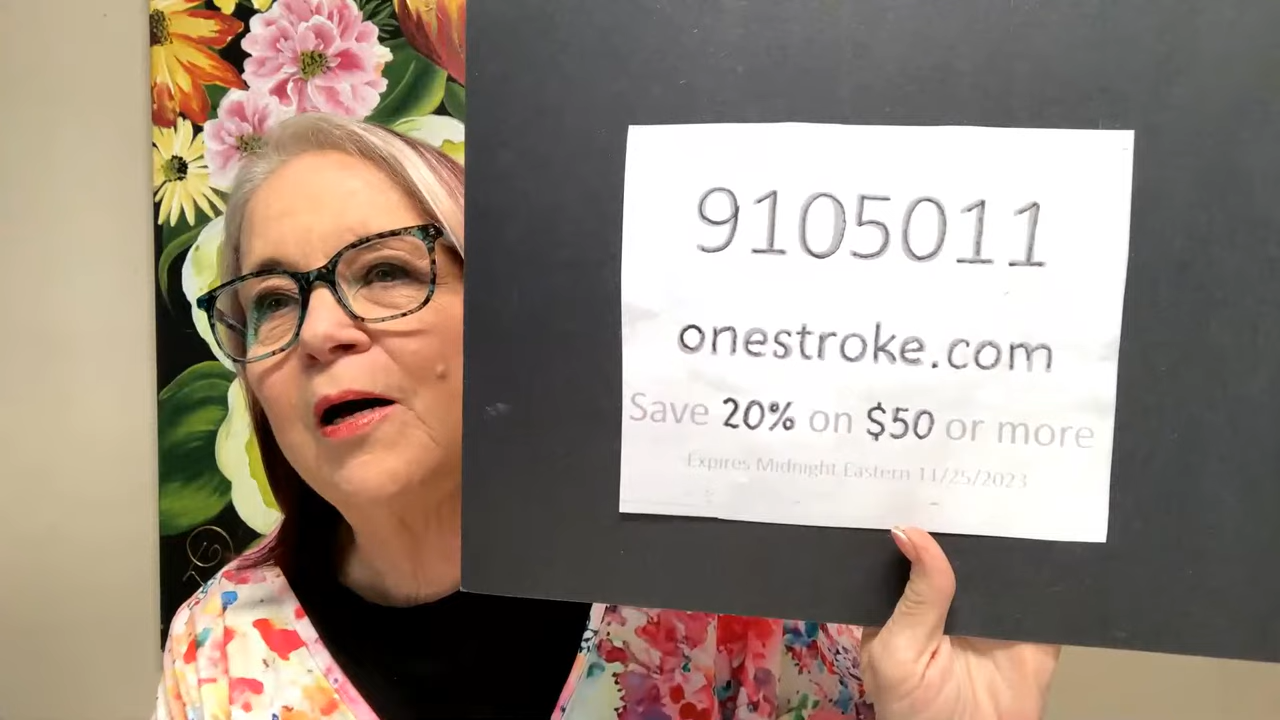 9105011
onestroke.com
Save 20% on $50 or more
Expires Midnight Eastern 11/25/2023